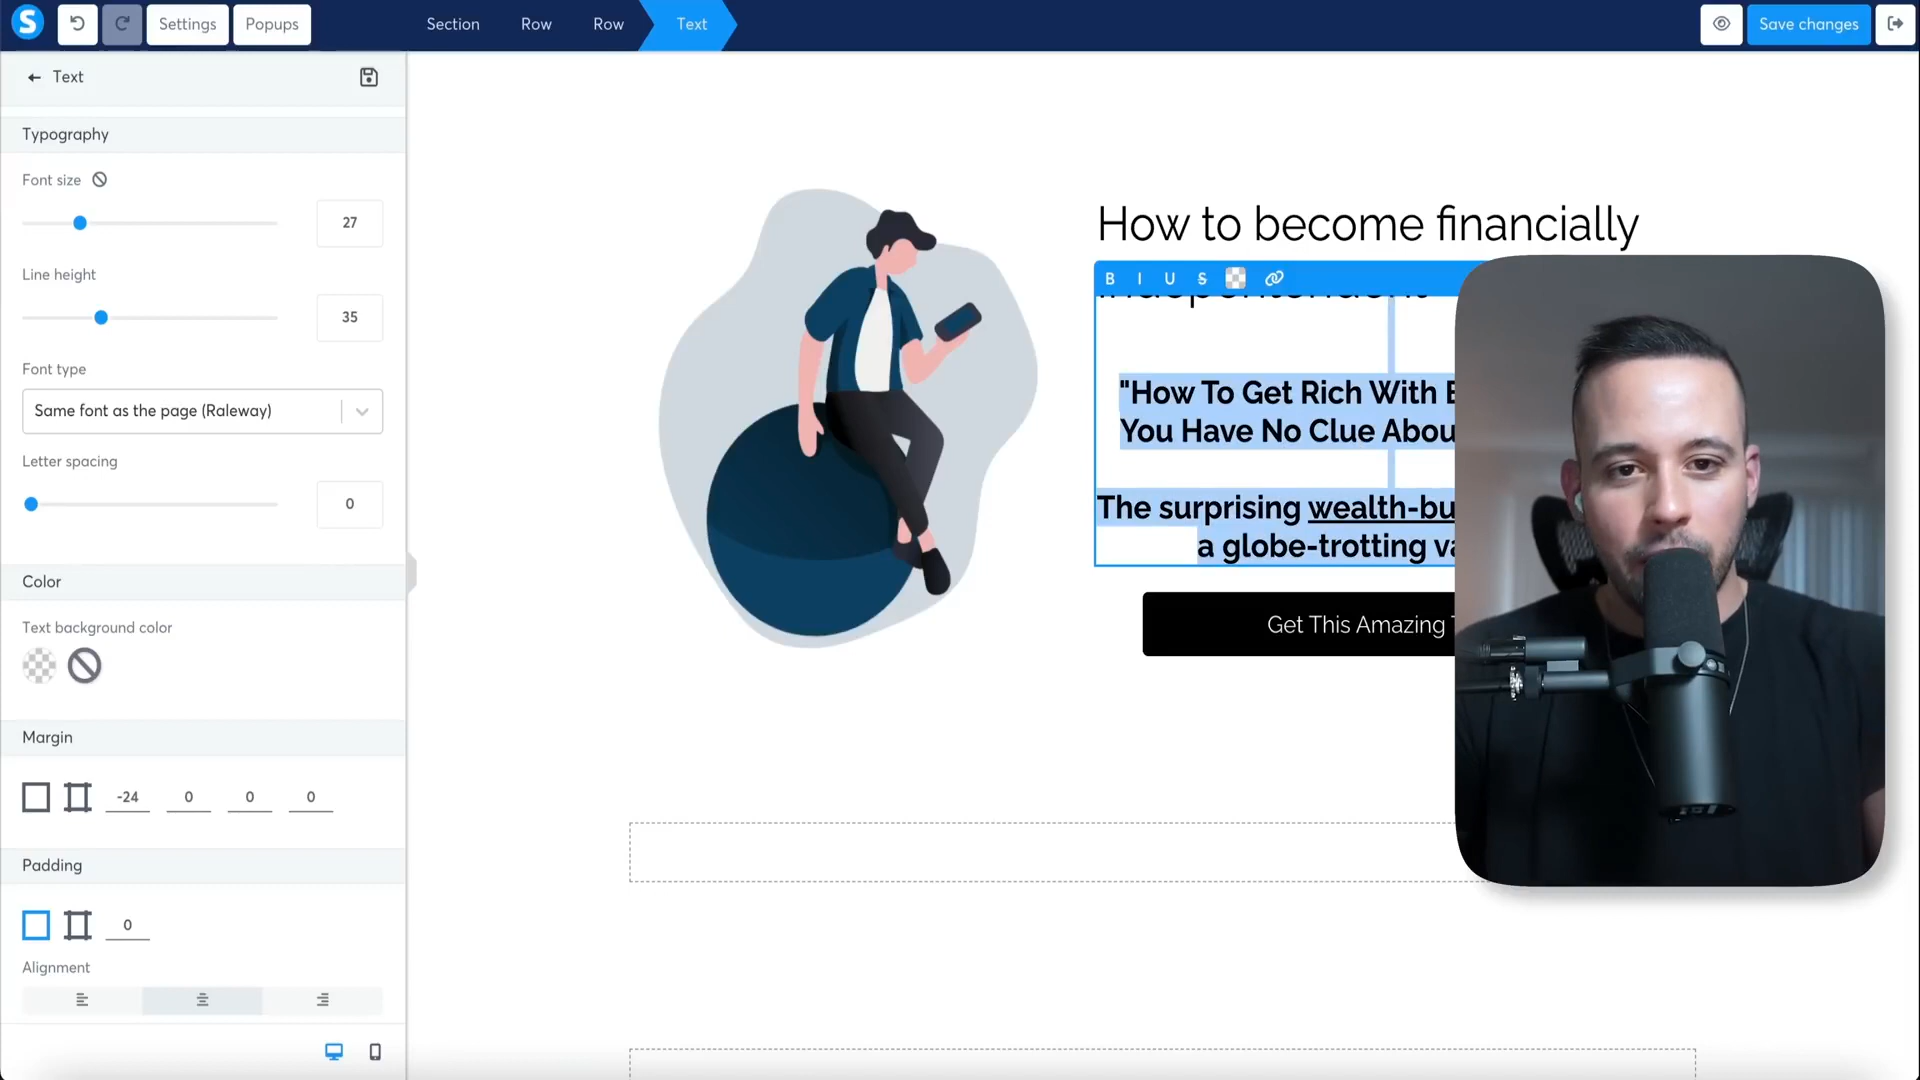 S
Settings
Popups
Section
Row
Row
Text
Save changes
Text
Typography
Font size
27
Line height
35
Font type
Same font as the page (Raleway)
Letter spacing
0
Color
Text background color
Margin
-24
0
0
0
Padding
0
Alignment
How to become financially
B I U S
"How To Get Rich With
You Have No Clue Abou
The surprising wealth-bu
a globe-trotting va
Get This Amazing